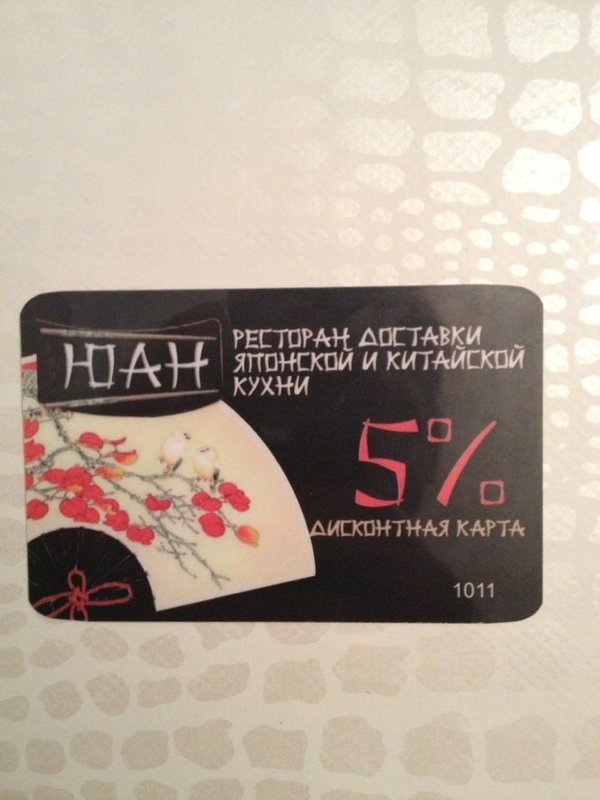 ЮАН
РЕСТОРАН ДОСТАВКИ
ЯПОНСКОЙ И КИТАЙСКОЙ
КУХНИ
5%
ДИСКОНТНАЯ КАРТА
1011